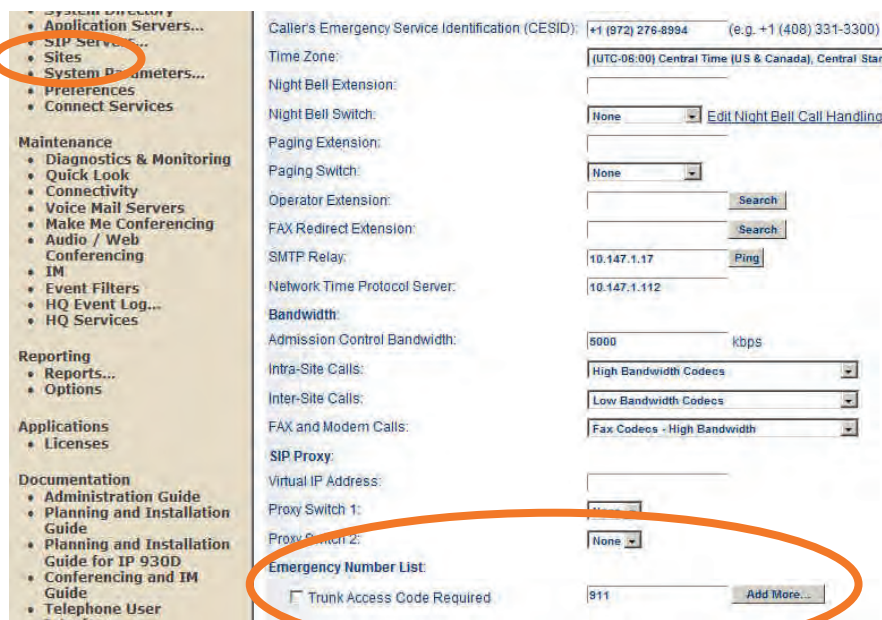 System Directory
• Application Servers...
• SIP Servers...
• Sites
• System Parameters...
• Preferences
• Connect Services
Maintenance
• Diagnostics & Monitoring
• Quick Look
• Connectivity
• Voice Mail Servers
• Make Me Conferencing
• Audio / Web
Conferencing
• IM
• Event Filters
• HQ Event Log...
• HQ Services
Reporting
• Reports...
• Options
Applications
• Licenses
Documentation
• Administration Guide
• Planning and Installation
Guide
• Planning and Installation
Guide for IP 930D
• Conferencing and IM
Guide
• Telephone User
Caller's Emergency Service Identification (CESID): +1 (972) 276-8994 (e.g. +1 (408) 331-3300)
Time Zone: (UTC-06:00) Central Time (US & Canada), Central Star
Night Bell Extension:
Night Bell Switch: None Edit Night Bell Call Handling
Paging Extension:
Paging Switch: None
Operator Extension: Search
FAX Redirect Extension: Search
SMTP Relay: 10.147.1.17 Ping
Network Time Protocol Server: 10.147.1.112
Bandwidth:
Admission Control Bandwidth: 5000 kbps
Intra-Site Calls: High Bandwidth Codecs
Inter-Site Calls: Low Bandwidth Codecs
FAX and Modem Calls: Fax Codecs - High Bandwidth
SIP Proxy:
Virtual IP Address:
Proxy Switch 1: None
Proxy Switch 2: None
Emergency Number List:
Trunk Access Code Required 911 Add More...